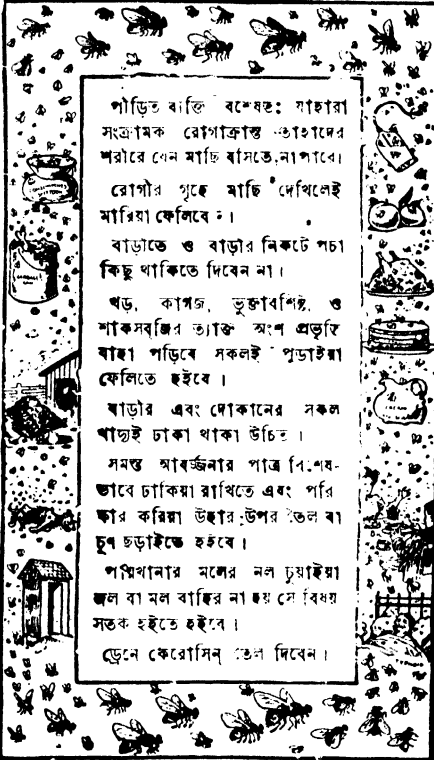 পীড়িত ব্যক্তি বশেষতঃ যাহারা
সংক্রামক রোগাক্রান্ত তাহাদের
শরীরে যেন মাছি বসিতে না পারে।
রোগীর গৃহে মাছি দেখিলেই
মারিয়া ফেলিবেন।
বাড়ীতে ও বাড়ীর নিকটে পচা
কিছু থাকিতে দিবেন না।
খড়, কাগজ, ভুক্তাবশিষ্ট, ও
শাকসব্জির ত্যক্ত অংশ প্রভৃতি
যাহা পড়িবে সকলই পুড়াইয়া
ফেলিতে হইবে।
বাড়ীর এবং দোকানের সকল
খাদ্যই ঢাকা থাকা উচিত।
সমস্ত আবর্জ্জনার পাত্র বিশেষ-
ভাবে ঢাকিয়া রাখিতে এবং পরি
ষ্কার করিয়া উহার উপর তৈল বা
চূণ ছড়াইতে হইবে।
পায়খানার মলের নল চুয়াইয়া
জল বা মল বাহির না হয় সে বিষয়
সতর্ক হইতে হইবে।
ড্রেনে কেরোসিন তেল দিবেন।